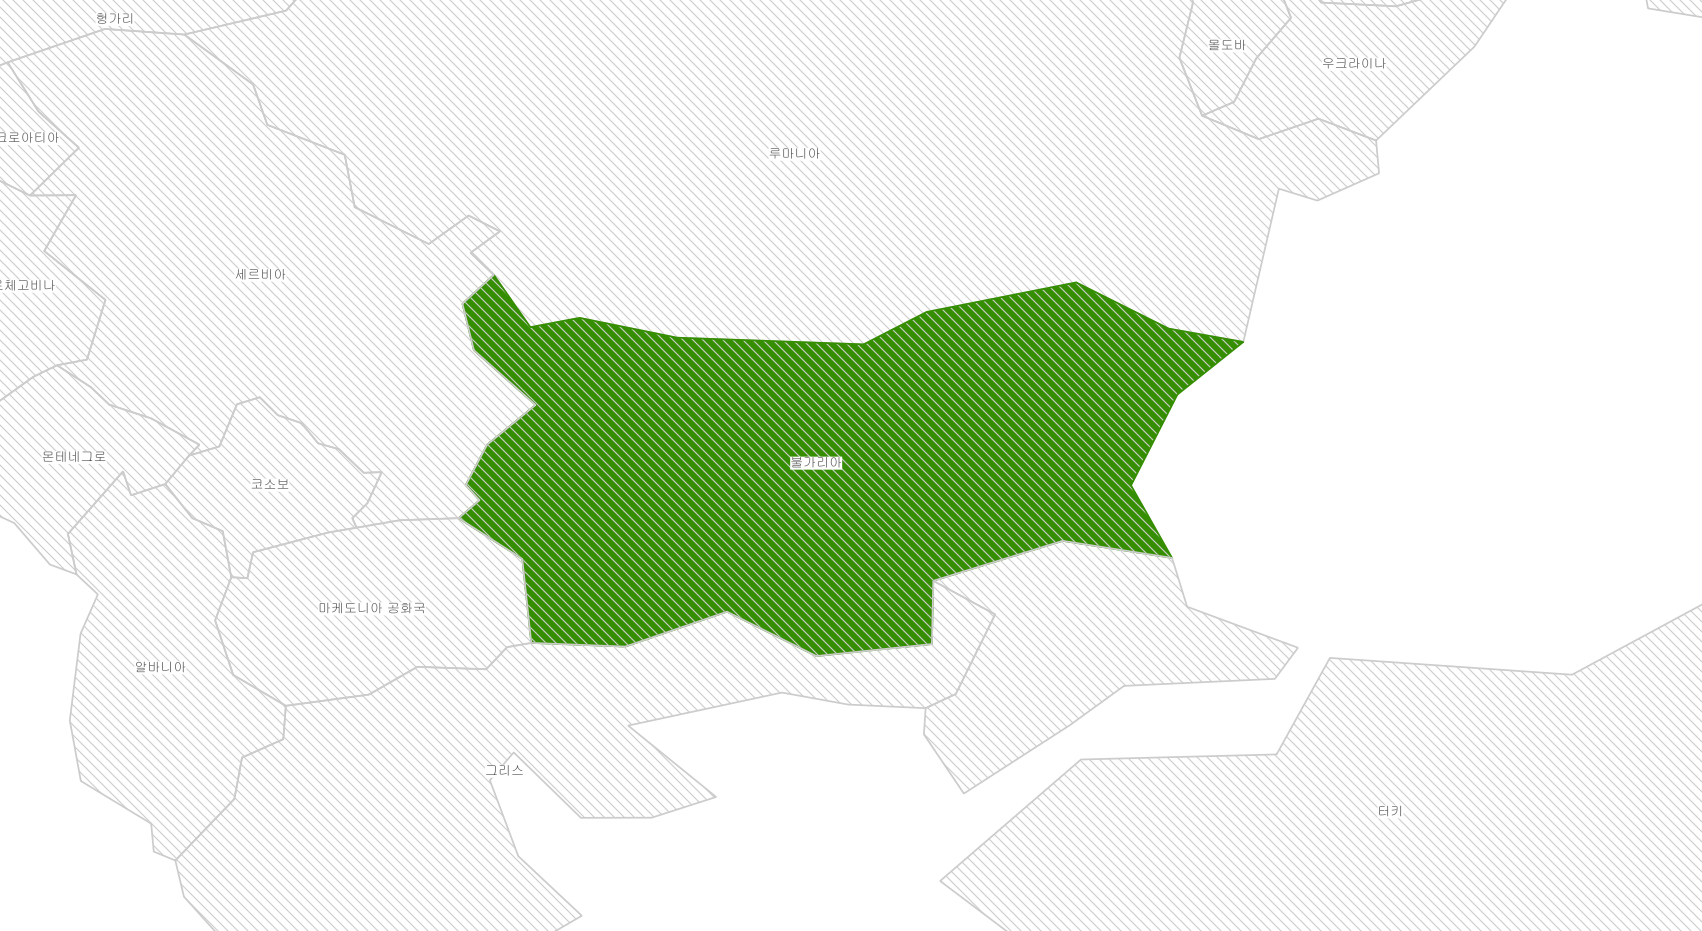 헝가리
몰도바
우크라이나
크로아티아
루마니아
세르비아
르체고비나
몬테네그로
불가리아
코소보
마케도니아 공화국
알바니아
그리스
터키